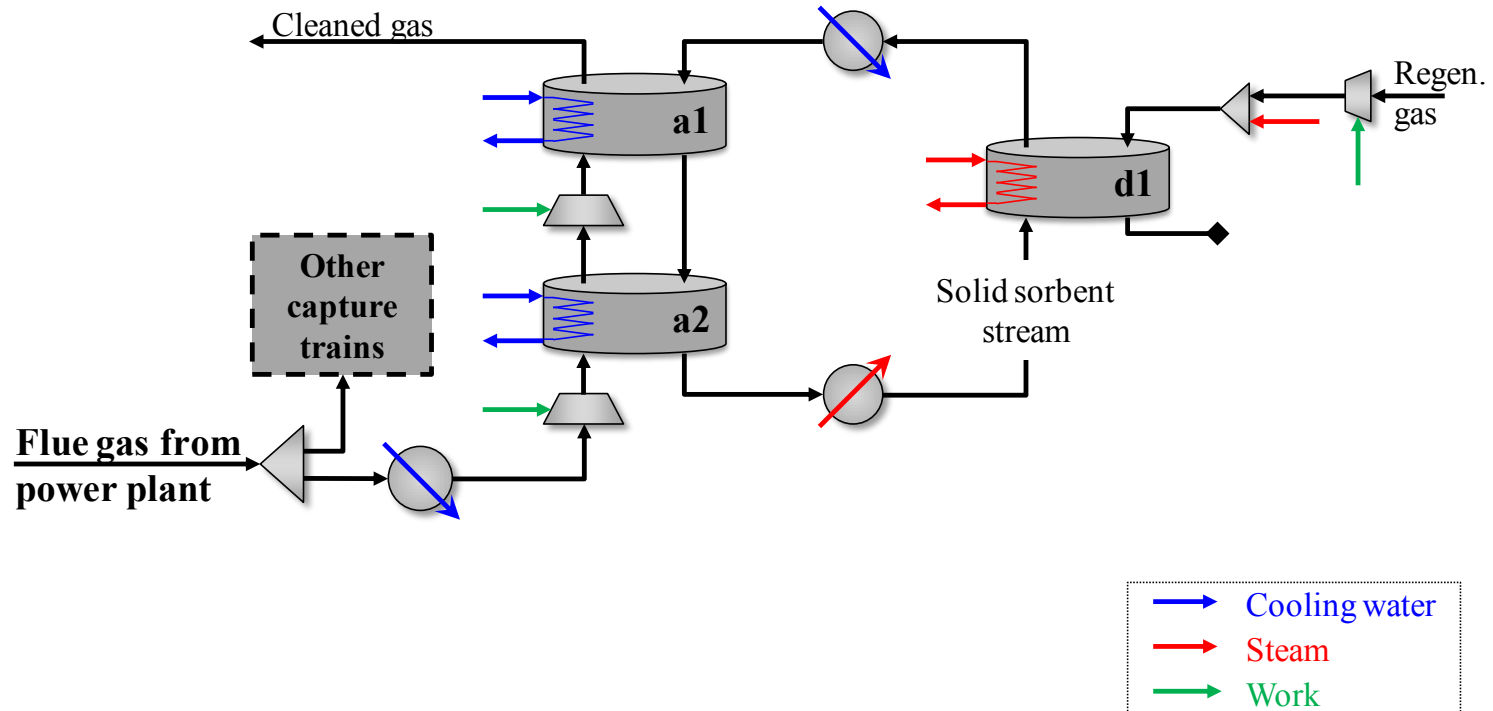 Cleaned gas
a1
Regen.
gas
d1
Other
capture
trains
a2
Solid sorbent
stream
Flue gas from
power plant
Cooling water
Steam
Work